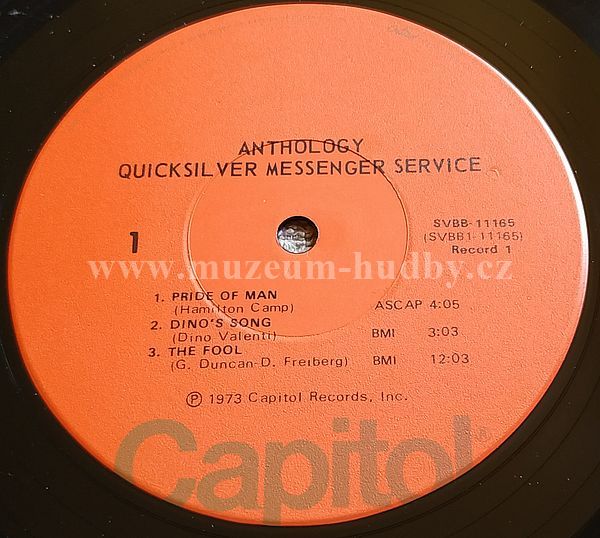 ANTHOLOGY
QUICKSILVER MESSENGER SERVICE
1
SVBB-11165
(SVBB1-11165)
Record 1
www.muzeum-hudby.cz
1. PRIDE OF MAN
(Hamilton Camp) ASCAP 4:05
2. DINO'S SONG
(Dino Valenti) BMI 3:03
3. THE FOOL
(G. Duncan-D. Freiberg) BMI 12:03
℗ 1973 Capitol Records, Inc.
Capitol®